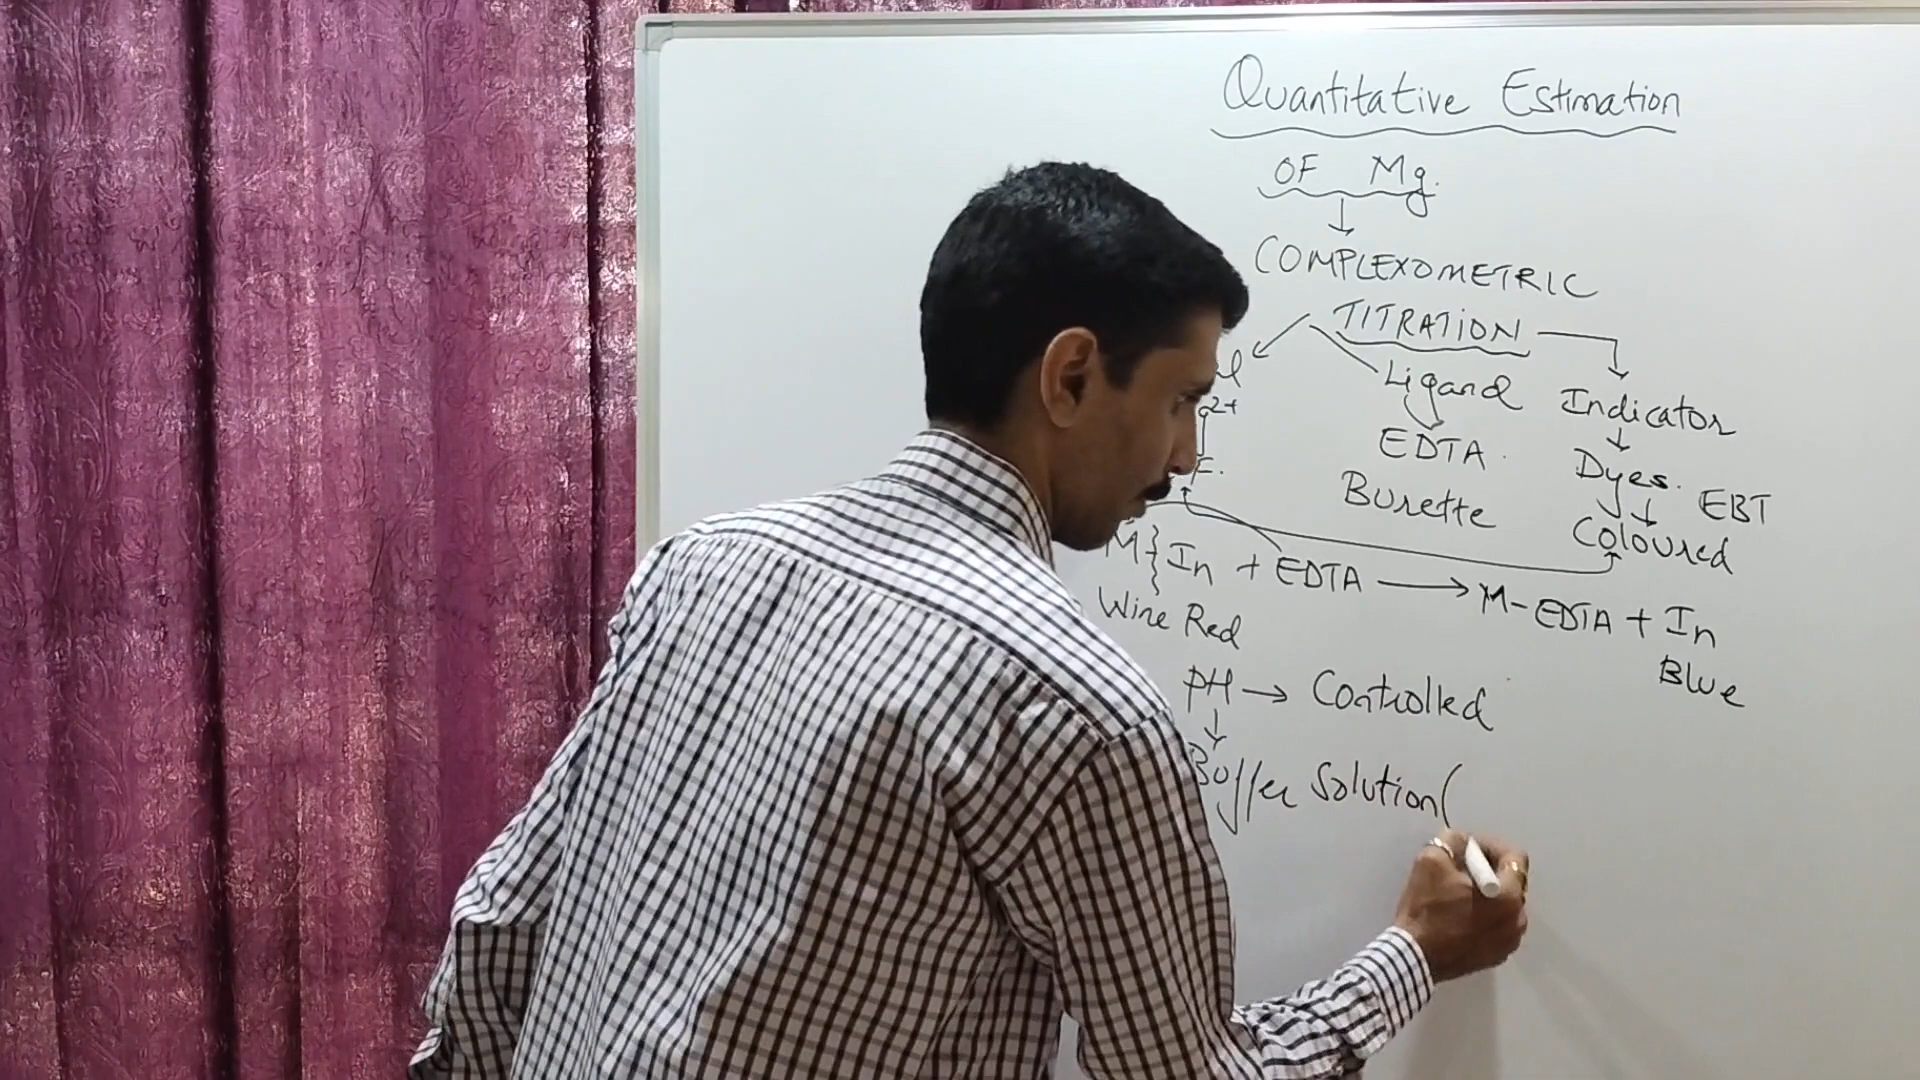 Quantitative Estimation
OF Mg.
COMPLEXOMETRIC
TITRATION
Ligand
Indicator
2+
EDTA.
Dyes. EBT
Burette
Coloured
M } In + EDTA → M-EDTA + In
Wine Red
Blue
pH → Controlled
Buffer Solution(